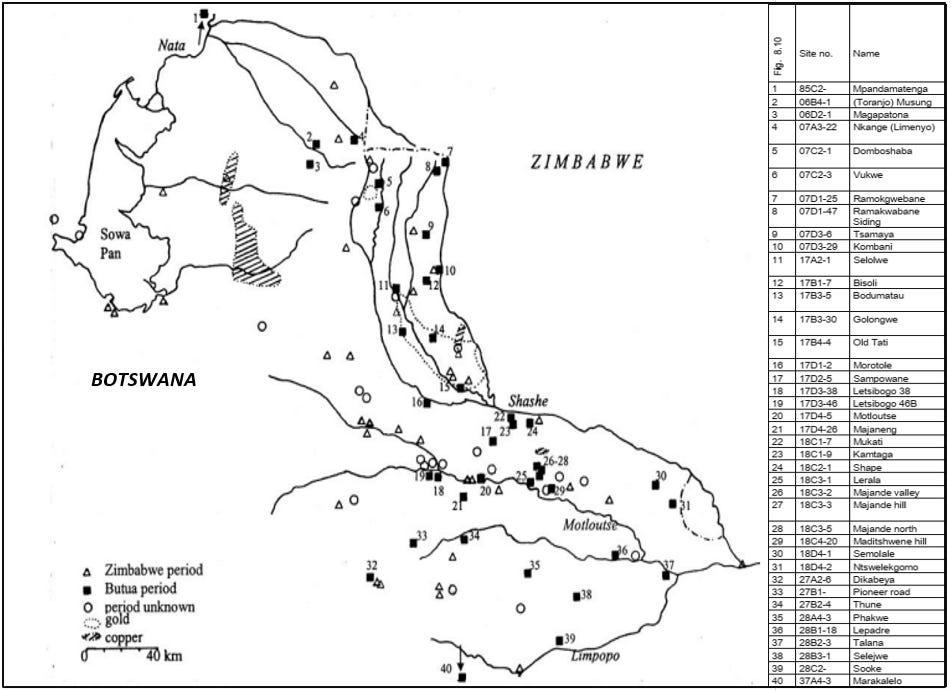 1
Nata
ZIMBABWE
2
3
4
5
6
7
8
9
10
11
12
13
14
15
16
Sowa
Pan
BOTSWANA
Shashe
22
23
24
17
26-28
19
18
20
25
29
30
31
21
Motloutse
33
34
36
32
35
37
38
39
Limpopo
40
Zimbabwe period
Butua period
period unknown
gold
copper
0 40 km
Fig. 8.10 Site no. Name
1 85C2- Mpandamatenga
2 06B4-1 (Toranjo) Musung
3 06D2-1 Magapatona
4 07A3-22 Nkange (Limenyo)
5 07C2-1 Domboshaba
6 07C2-3 Vukwe
7 07D1-25 Ramokgwebane
8 07D1-47 Ramakwabane
Siding
9 07D3-6 Tsamaya
10 07D3-29 Kombani
11 17A2-1 Selolwe
12 17B1-7 Bisoli
13 17B3-5 Bodumatau
14 17B3-30 Golongwe
15 17B4-4 Old Tati
16 17D1-2 Morotole
17 17D2-5 Sampowane
18 17D3-38 Letsibogo 38
19 17D3-46 Letsibogo 46B
20 17D4-5 Motloutse
21 17D4-26 Majaneng
22 18C1-7 Mukati
23 18C1-9 Kamtaga
24 18C2-1 Shape
25 18C3-1 Lerala
26 18C3-2 Majande valley
27 18C3-3 Majande hill
28 18C3-5 Majande north
29 18C4-20 Maditshwene hill
30 18D4-1 Semolale
31 18D4-2 Ntswelekgomo
32 27A2-6 Dikabeya
33 27B1- Pioneer road
34 27B2-4 Thune
35 28A4-3 Phakwe
36 28B1-18 Lepadre
37 28B2-3 Talana
38 28B3-1 Selejwe
39 28C2- Sooke
40 37A4-3 Marakalelo